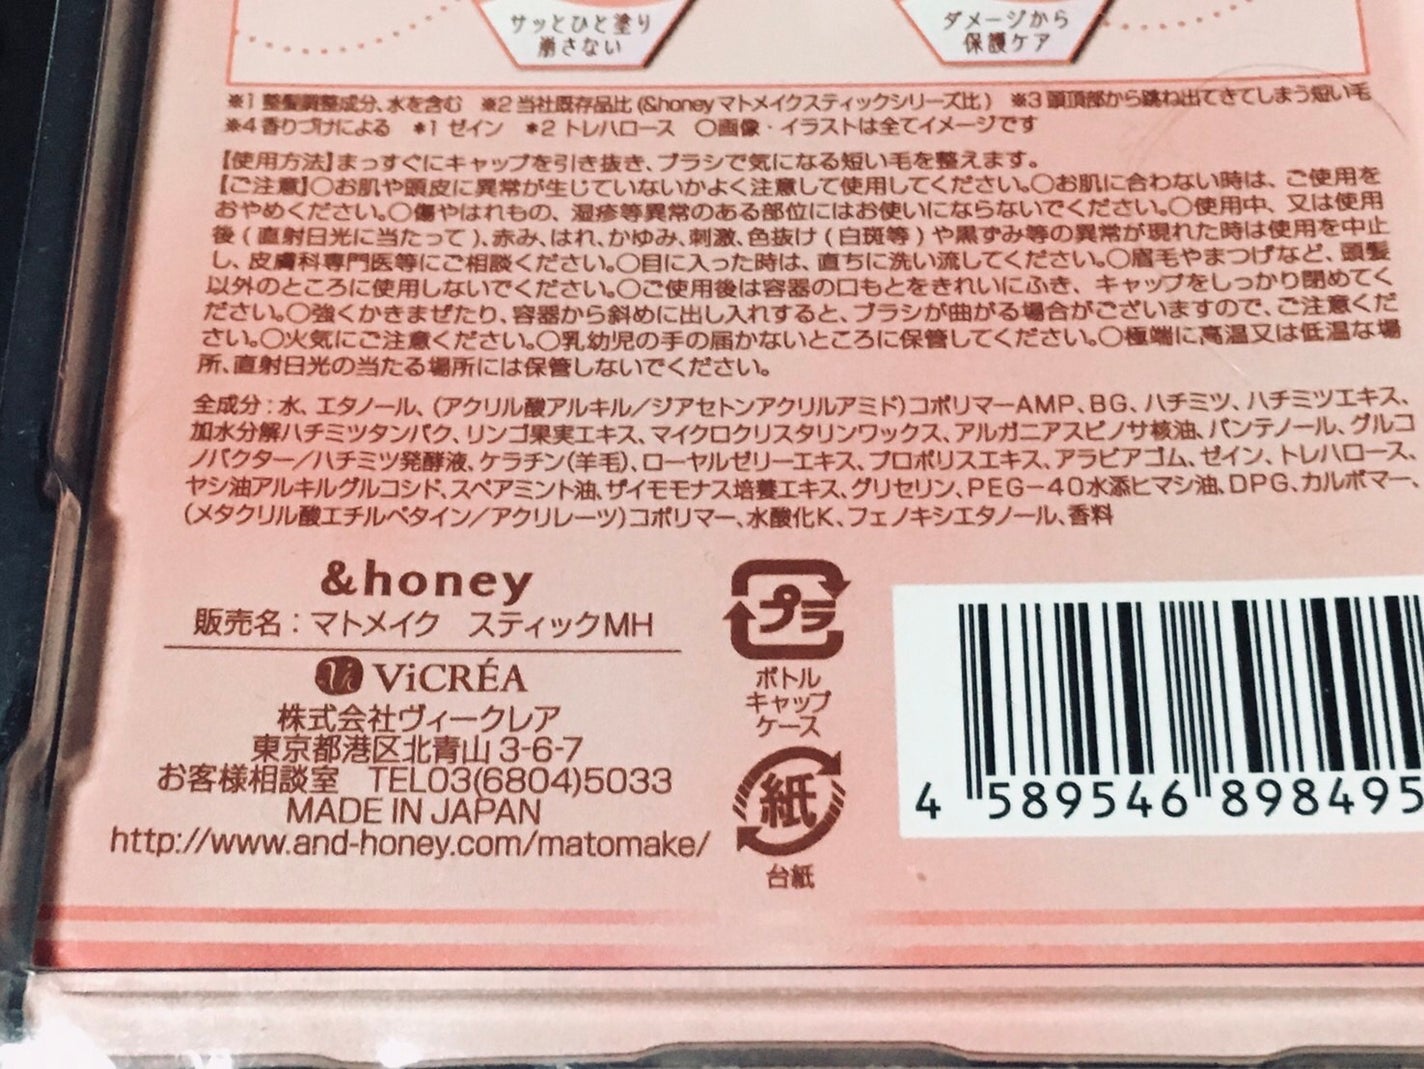 サッとひと塗り
崩さない
ダメージから
保護ケア
※1 整髪調整成分、水を含む ※2 当社既存品比 (&honeyマトメイクスティックシリーズ比) ※3 頭頂部から跳ね出てきてしまう短い毛
※4 香りづけによる ＊1 ゼイン ＊2 トレハロース ○画像・イラストは全てイメージです
【使用方法】まっすぐにキャップを引き抜き、ブラシで気になる短い毛を整えます。
【ご注意】○お肌や頭皮に異常が生じていないかよく注意して使用してください。○お肌に合わない時は、ご使用を
おやめください。○傷やはれもの、湿疹等異常のある部位にはお使いにならないでください。○使用中、又は使用
後(直射日光に当たって)、赤み、はれ、かゆみ、刺激、色抜け(白斑等)や黒ずみ等の異常が現れた時は使用を中止
し、皮膚科専門医等にご相談ください。○目に入った時は、直ちに洗い流してください。○眉毛やまつげなど、頭髪
以外のところに使用しないでください。○ご使用後は容器の口もとをきれいにふき、キャップをしっかり閉めてく
ださい。○強くかきまぜたり、容器から斜めに出し入れすると、ブラシが曲がる場合がございますので、ご注意くだ
さい。○火気にご注意ください。○乳幼児の手の届かないところに保管してください。○極端に高温又は低温な場
所、直射日光の当たる場所には保管しないでください。
全成分：水、エタノール、(アクリル酸アルキル／ジアセトンアクリルアミド)コポリマーAMP、BG、ハチミツ、ハチミツエキス、
加水分解ハチミツタンパク、リンゴ果実エキス、マイクロクリスタリンワックス、アルガニアスピノサ核油、パンテノール、グルコ
ノバクター／ハチミツ発酵液、ケラチン(羊毛)、ローヤルゼリーエキス、プロポリスエキス、アラビアゴム、ゼイン、トレハロース、
ヤシ油アルキルグルコシド、スペアミント油、ザイモモナス培養エキス、グリセリン、PEG-40水添ヒマシ油、DPG、カルボマー、
(メタクリル酸エチルベタイン／アクリレーツ)コポリマー、水酸化K、フェノキシエタノール、香料
&honey
販売名：マトメイク スティックMH
ViCRÉA
株式会社ヴィークレア
東京都港区北青山 3-6-7
お客様相談室 TEL03(6804)5033
MADE IN JAPAN
http://www.and-honey.com/matomake/
プラ
ボトル
キャップ
ケース
紙
台紙
4 589546 898495